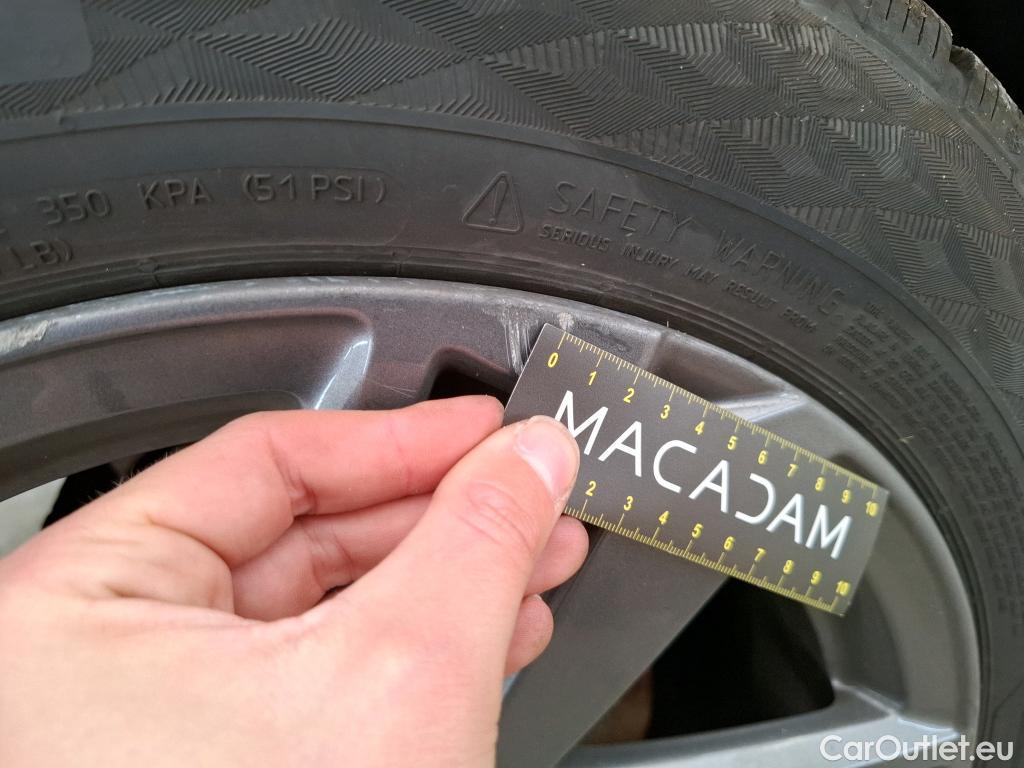 350 KPA (51 PSI)
LB)
SAFETY WARNING
SERIOUS INJURY MAY RESULT FROM
0 1 2 3 4 5 6 7 8 9 10
MACADAM
2 3 4 5 6 7 8 9 10
CarOutlet.eu